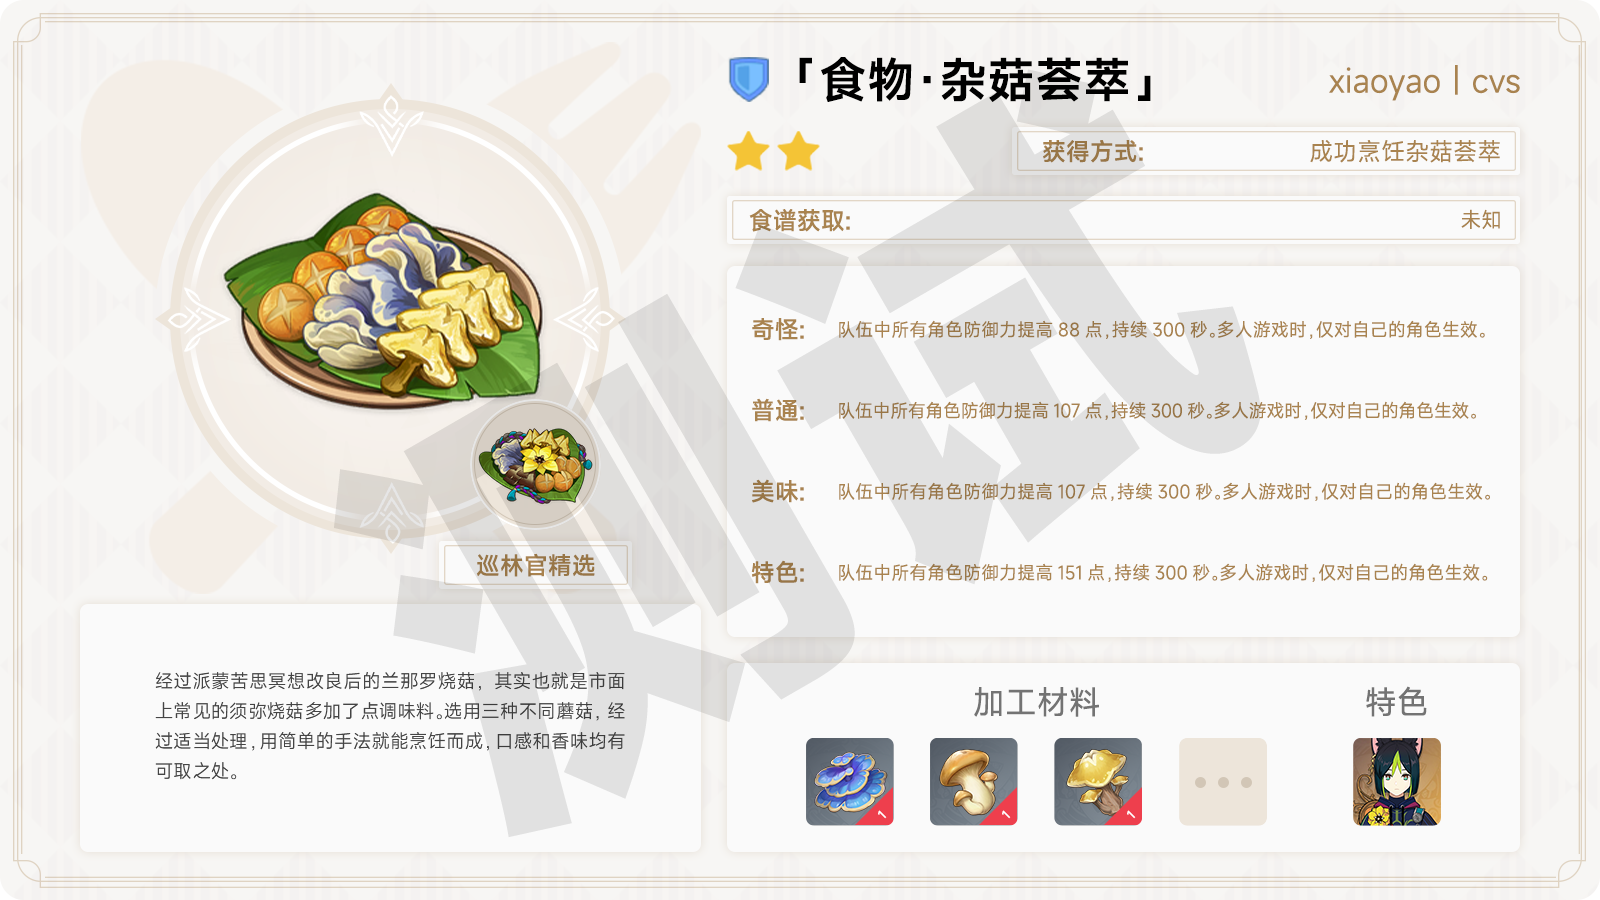 「食物·杂菇荟萃」
xiaoyao | cvs
获得方式:
成功烹饪杂菇荟萃
食谱获取:
未知
奇怪: 队伍中所有角色防御力提高 88 点,持续 300 秒。多人游戏时,仅对自己的角色生效。
普通: 队伍中所有角色防御力提高 107 点,持续 300 秒。多人游戏时,仅对自己的角色生效。
美味: 队伍中所有角色防御力提高 107 点,持续 300 秒。多人游戏时,仅对自己的角色生效。
特色: 队伍中所有角色防御力提高 151 点,持续 300 秒。多人游戏时,仅对自己的角色生效。
巡林官精选
经过派蒙苦思冥想改良后的兰那罗烧菇，其实也就是市面
上常见的须弥烧菇多加了点调味料。选用三种不同蘑菇，经
过适当处理,用简单的手法就能烹饪而成,口感和香味均有
可取之处。
加工材料
特色
1
1
1
测试